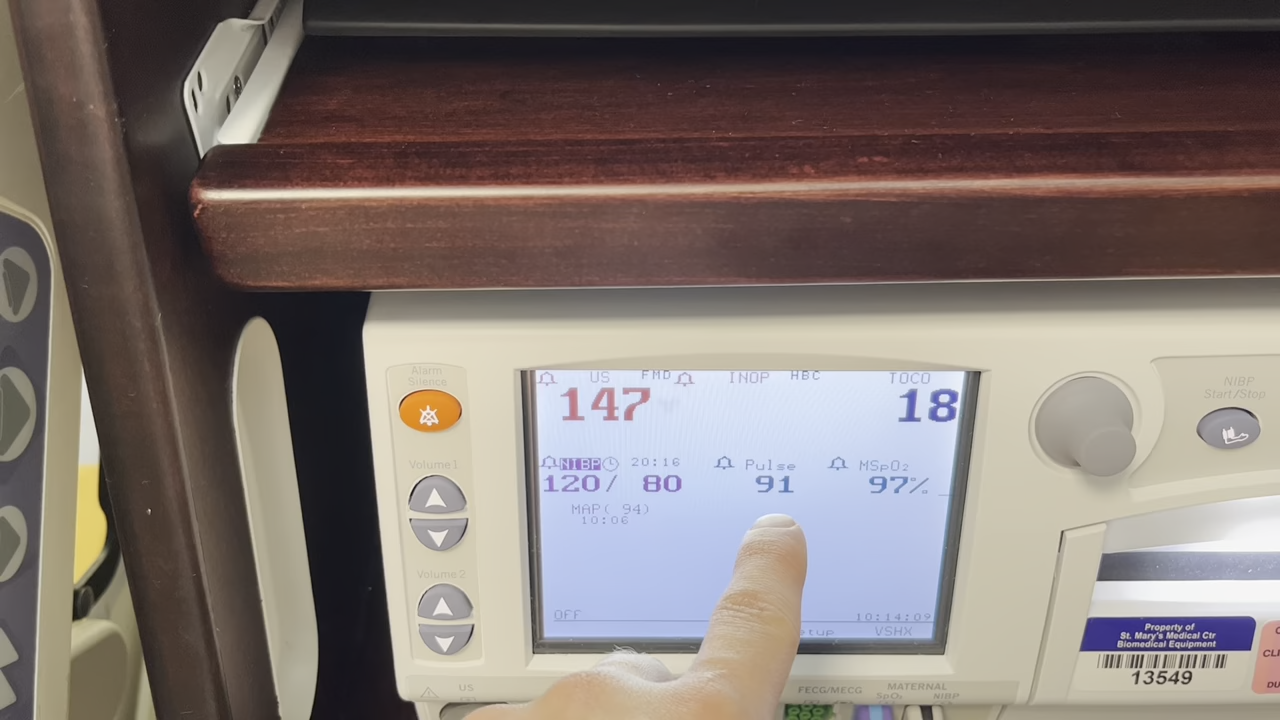 Alarm
Silence
US FMD INOP HBC TOCO
147 18
NIBP 20:16 Pulse MSpO₂
120/ 80 91 97%
MAP( 94)
10:06
OFF 10:14:09
etup VSHX
Volume1
Volume2
US
FECG/MECG
MATERNAL
SpO₂ NIBP
NIBP
Start/Stop
Property of
St. Mary's Medical Ctr
Biomedical Equipment
13549